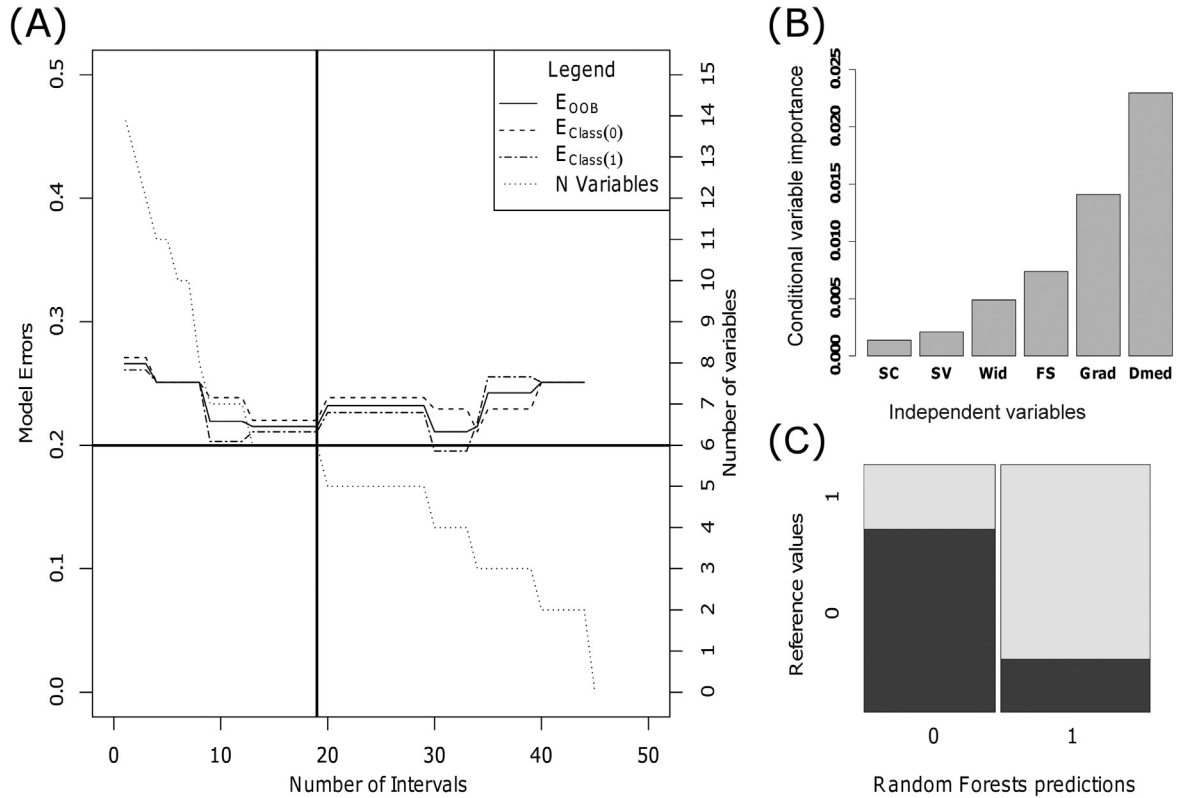 (A)
Model Errors
0.5
0.4
0.3
0.2
0.1
0.0
Legend
E OOB
E Class(0)
E Class(1)
N Variables
15
14
13
12
11
10
9
8
7
6
5
4
3
2
1
0
Number of variables
0 10 20 30 40 50
Number of Intervals
(B)
Conditional variable importance
0.025
0.020
0.015
0.010
0.005
0.000
SC SV Wid FS Grad Dmed
Independent variables
(C)
Reference values
1
0
0 1
Random Forests predictions